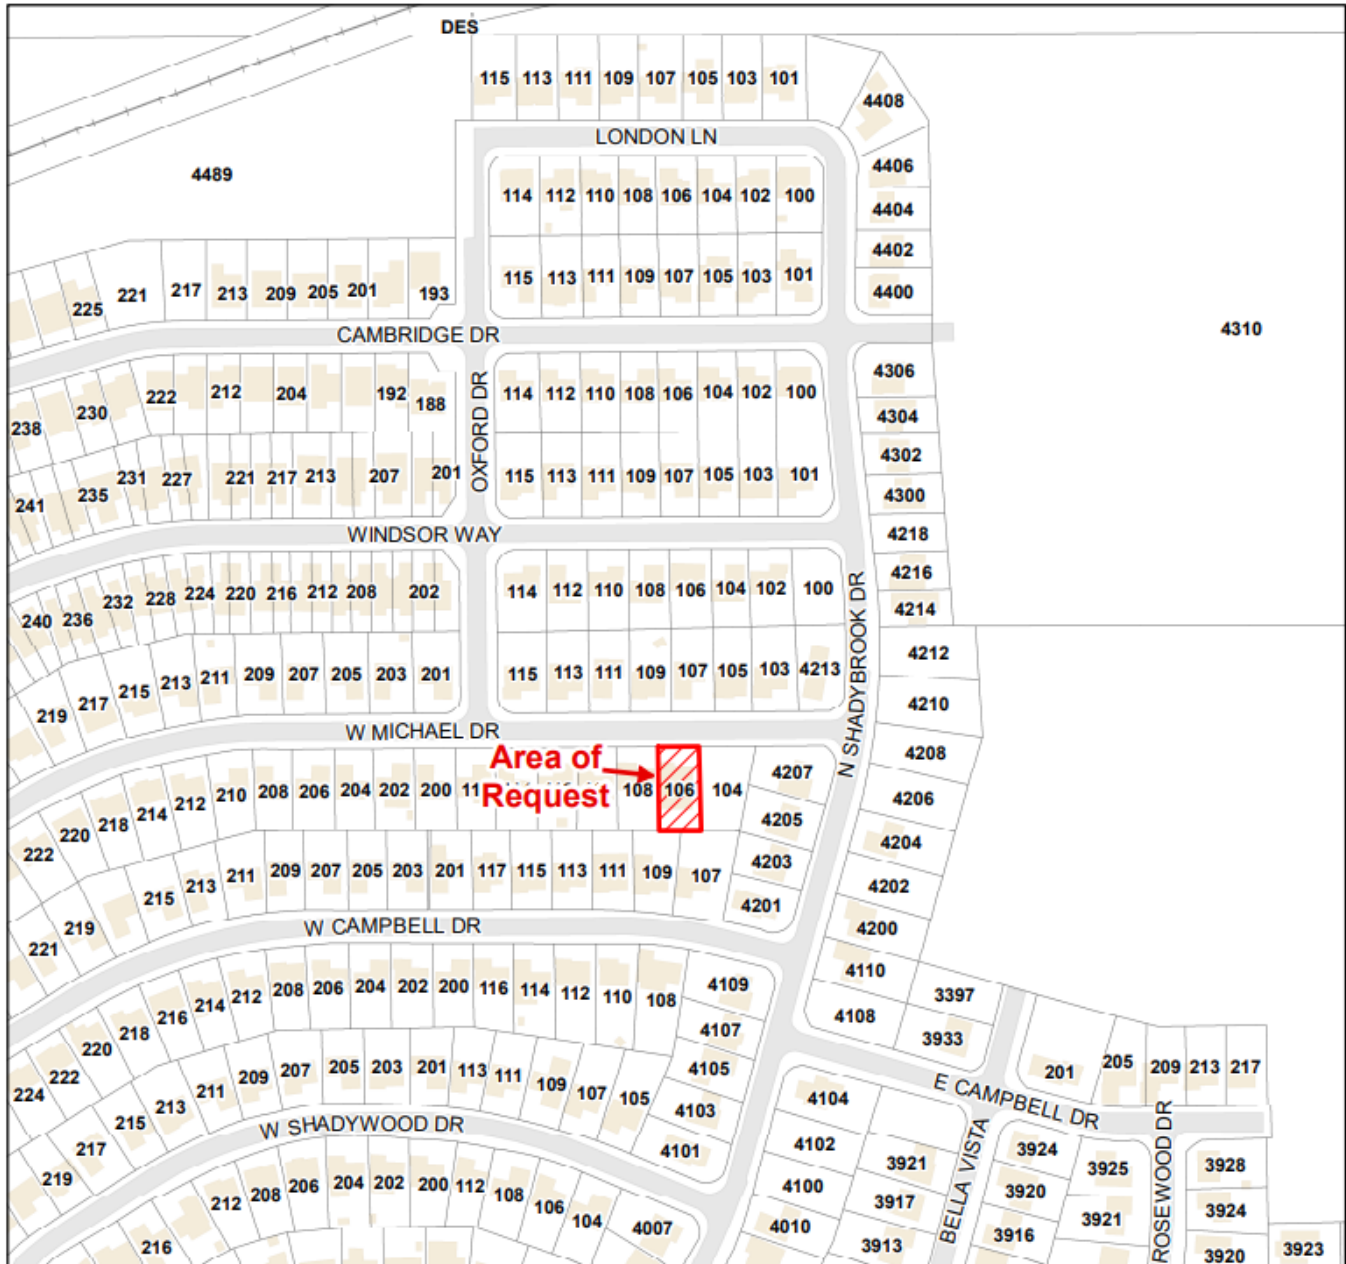 DES
115 113 111 109 107 105 103 101
4408
LONDON LN
4406
4489
114 112 110 108 106 104 102 100
4404
4402
115 113 111 109 107 105 103 101
4400
225 221 217 213 209 205 201 193
4310
CAMBRIDGE DR
4306
238 230 222 212 204 192 188
OXFORD DR
114 112 110 108 106 104 102 100
4304
4302
241 235 231 227 221 217 213 207 201
115 113 111 109 107 105 103 101
4300
WINDSOR WAY
4218
4216
240 236 232 228 224 220 216 212 208 202
114 112 110 108 106 104 102 100
4214
N SHADYBROOK DR
4212
219 217 215 213 211 209 207 205 203 201
115 113 111 109 107 105 103 4213
4210
W MICHAEL DR
4208
Area of
Request
222 220 218 214 212 210 208 206 204 202 200
108 106 104
4207
4206
4205
4204
221 219 215 213 211 209 207 205 203 201 117 115 113 111 109 107
4203
4202
4201
4200
W CAMPBELL DR
4110
224 222 220 218 216 214 212 208 206 204 202 200 116 114 112 110 108
4109
3397
4108
4107
3933
219 217 215 213 211 209 207 205 203 201 113 111 109 107 105
4105
201 205 209 213 217
E CAMPBELL DR
4104
4103
W SHADYWOOD DR
4102
4101
BELLA VISTA
3924
3925
ROSEWOOD DR
3928
3921
4100
3920
3917
3924
216 212 208 206 204 202 200 112 108 106 104
4007
4010
3921
3916
3913
3920
3923